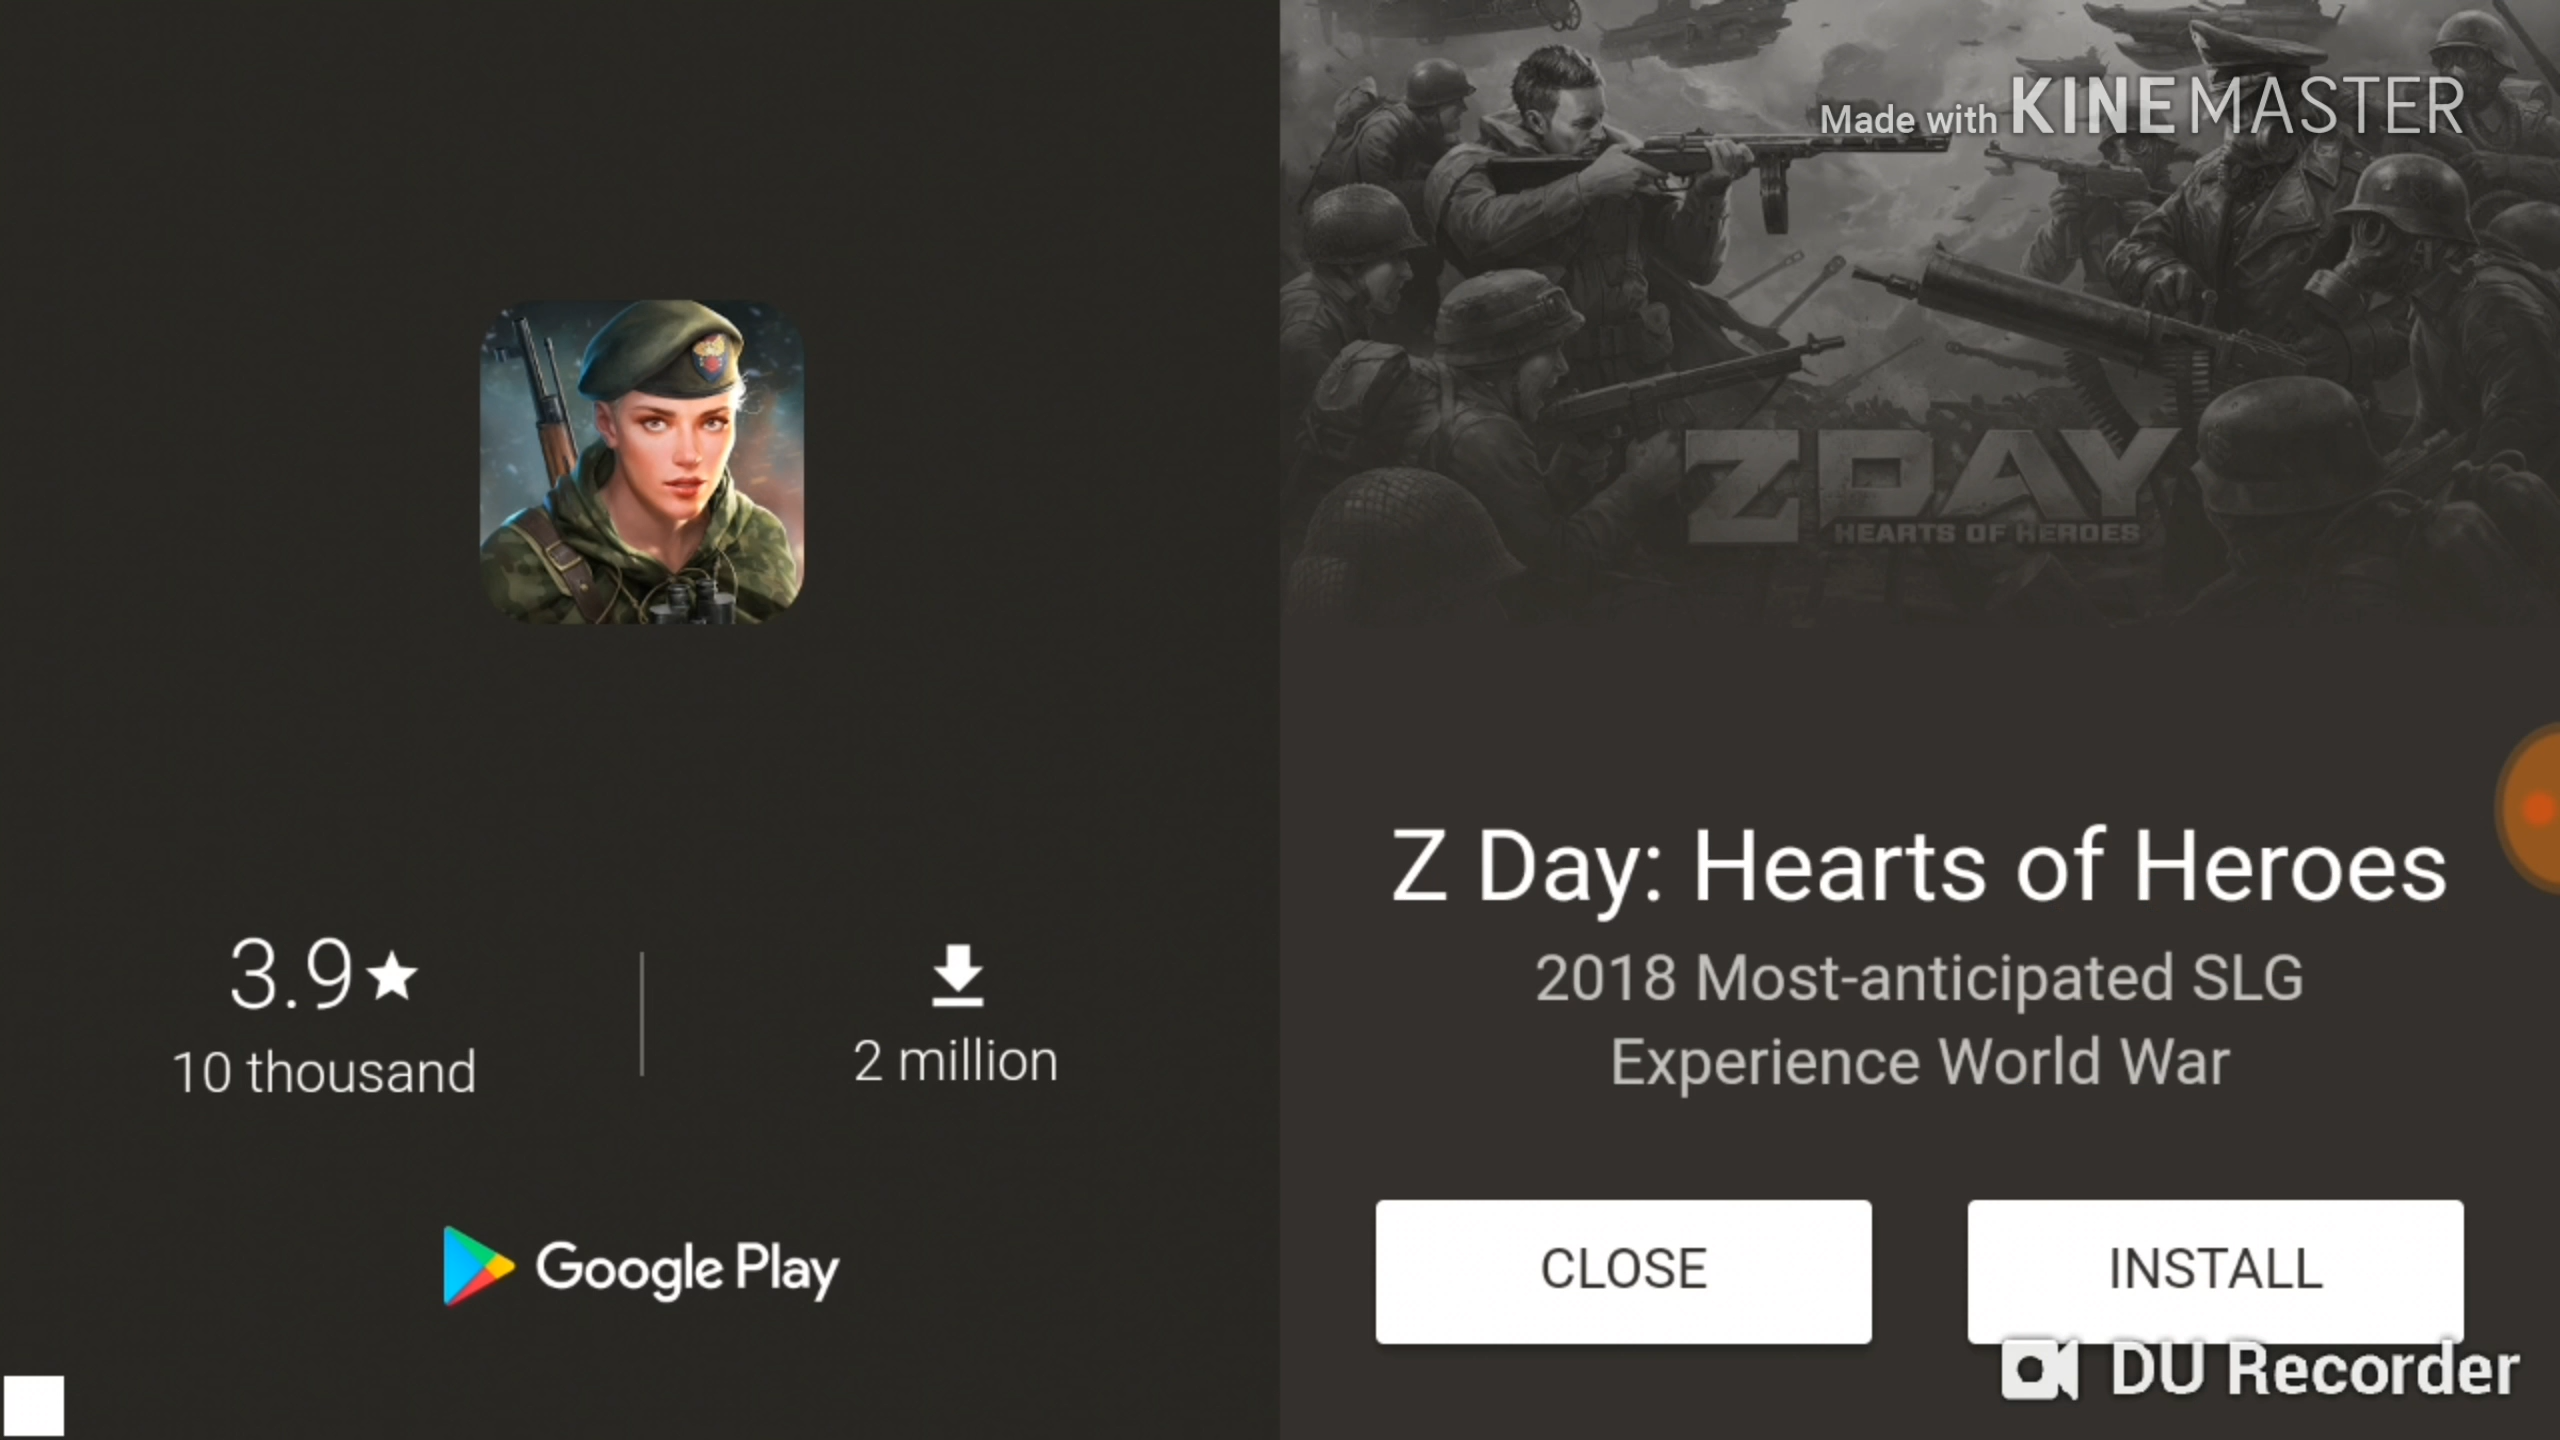 3.9★
10 thousand
2 million
Google Play
Made with KINEMASTER
Z DAY
HEARTS OF HEROES
Z Day: Hearts of Heroes
2018 Most-anticipated SLG
Experience World War
CLOSE
INSTALL
DU Recorder